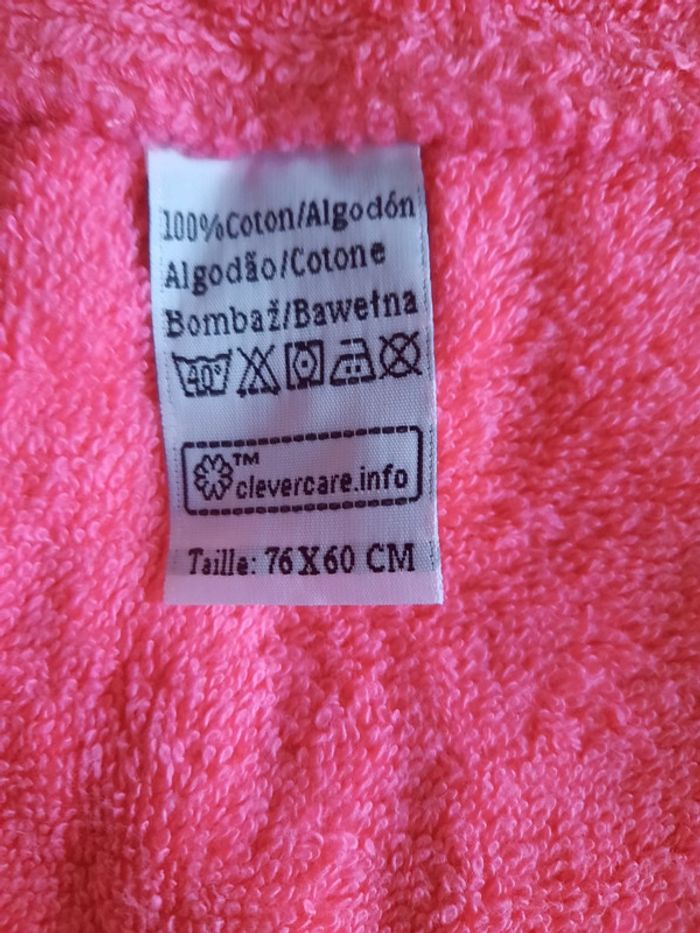 100%Coton/Algodón
Algodão/Cotone
Bombaž/Bawełna
40°
™
clevercare.info
Taille: 76X60 CM